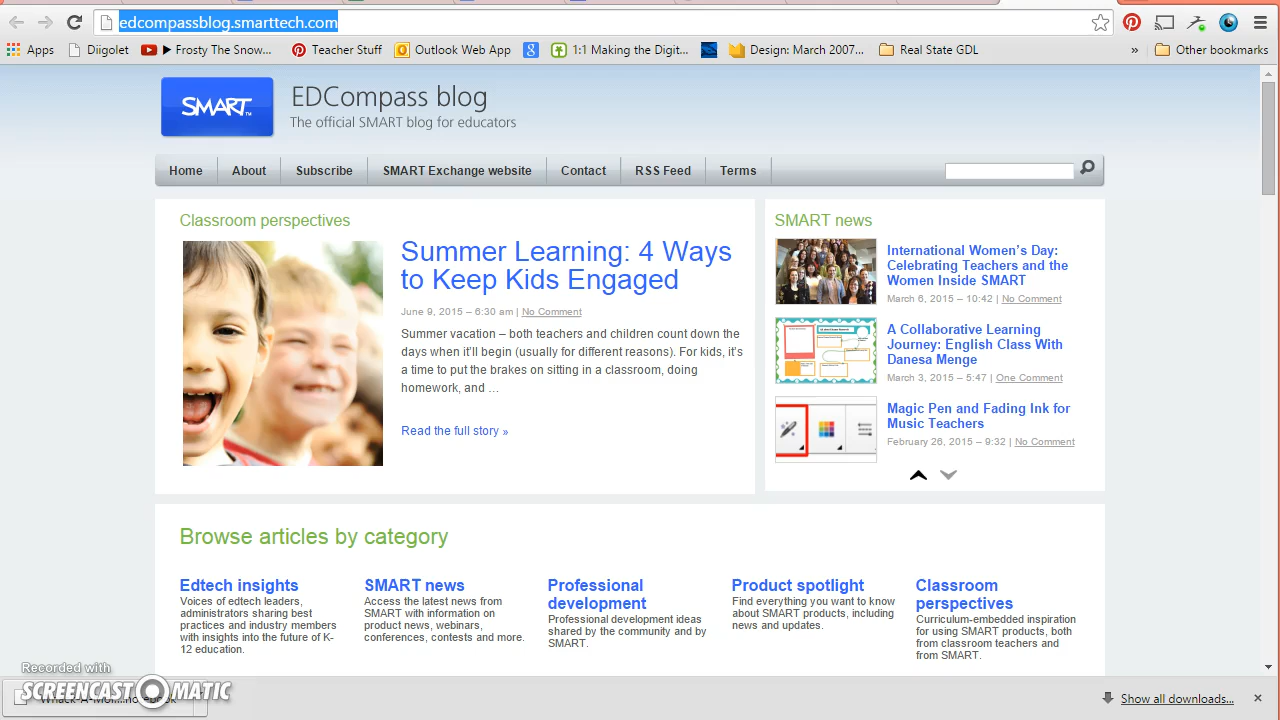 edcompassblog.smarttech.com
Apps Diigolet ► Frosty The Snow... Teacher Stuff Outlook Web App 1:1 Making the Digit... Design: March 2007... Real State GDL » Other bookmarks
SMART™
EDCompass blog
The official SMART blog for educators
Home About Subscribe SMART Exchange website Contact RSS Feed Terms
Classroom perspectives
Summer Learning: 4 Ways
to Keep Kids Engaged
June 9, 2015 – 6:30 am | No Comment
Summer vacation – both teachers and children count down the
days when it'll begin (usually for different reasons). For kids, it's
a time to put the brakes on sitting in a classroom, doing
homework, and …
Read the full story »
SMART news
International Women's Day:
Celebrating Teachers and the
Women Inside SMART
March 6, 2015 – 10:42 | No Comment
A Collaborative Learning
Journey: English Class With
Danesa Menge
March 3, 2015 – 5:47 | One Comment
Magic Pen and Fading Ink for
Music Teachers
February 26, 2015 – 9:32 | No Comment
Browse articles by category
Edtech insights
Voices of edtech leaders,
administrators sharing best
practices and industry members
with insights into the future of K-
12 education.
SMART news
Access the latest news from
SMART with information on
product news, webinars,
conferences, contests and more.
Professional
development
Professional development ideas
shared by the community and by
SMART.
Product spotlight
Find everything you want to know
about SMART products, including
news and updates.
Classroom
perspectives
Curriculum-embedded inspiration
for using SMART products, both
from classroom teachers and
from SMART.
Recorded with
SCREENCAST-O-MATIC
Show all downloads...